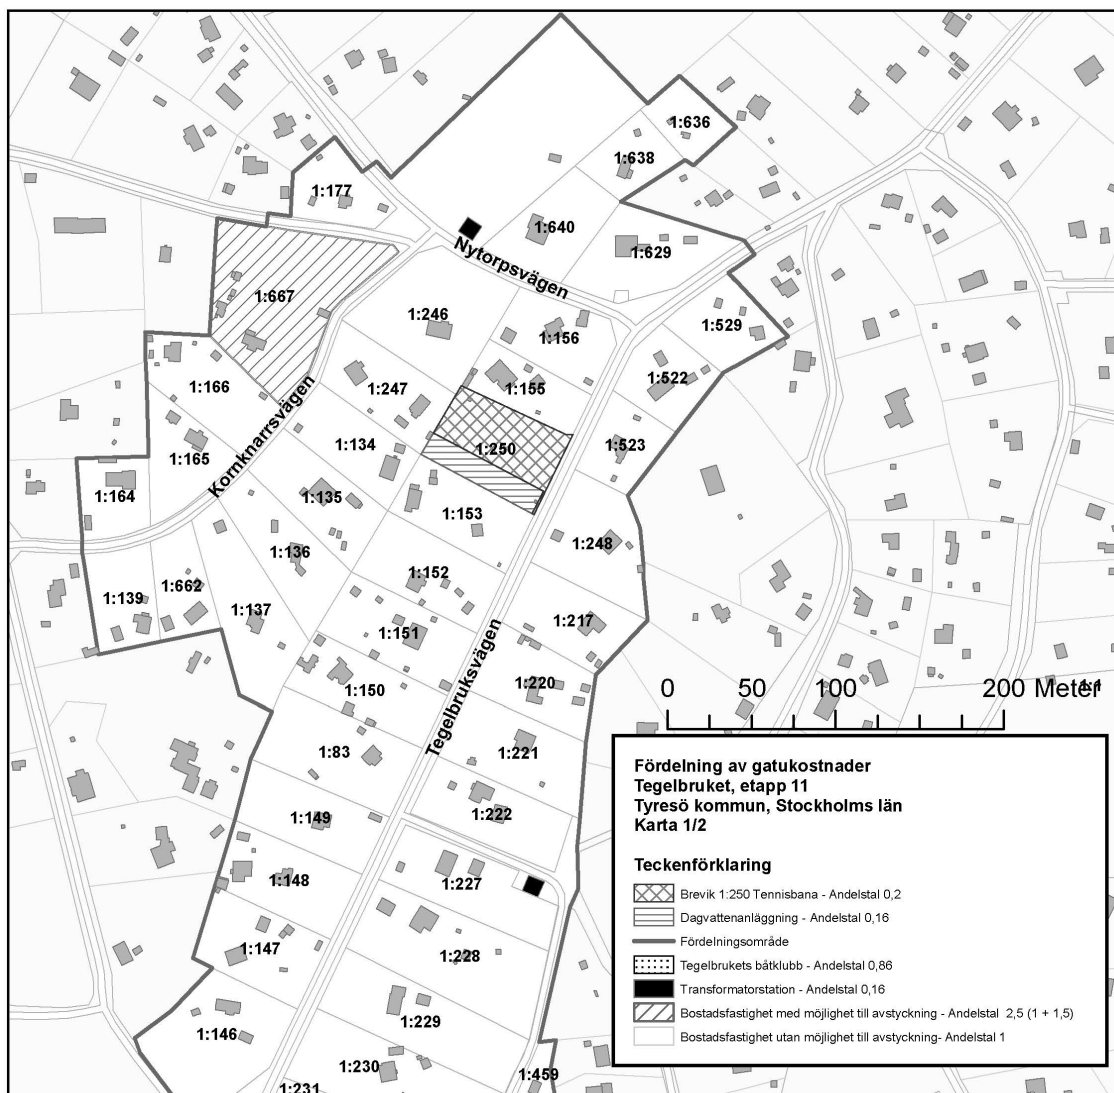 1:636
1:638
1:177
1:640
1:629
Nytorpsvägen
1:667
1:246
1:529
1:156
1:522
1:155
1:247
1:166
1:250
1:134
1:523
Kornknarrsvägen
1:165
1:164
1:135
1:153
1:248
1:136
1:152
1:662
1:139
1:137
1:217
1:151
1:220
1:150
Tegelbruksvägen
0 50 100 200 Meter
1:1
1:83
1:221
1:149
1:222
1:148
1:227
1:147
1:228
1:229
1:146
1:230
1:459
1:231
Fördelning av gatukostnader
Tegelbruket, etapp 11
Tyresö kommun, Stockholms län
Karta 1/2
Teckenförklaring
Brevik 1:250 Tennisbana - Andelstal 0,2
Dagvattenanläggning - Andelstal 0,16
Fördelningsområde
Tegelbrukets båtklubb - Andelstal 0,86
Transformatorstation - Andelstal 0,16
Bostadsfastighet med möjlighet till avstyckning - Andelstal 2,5 (1 + 1,5)
Bostadsfastighet utan möjlighet till avstyckning- Andelstal 1